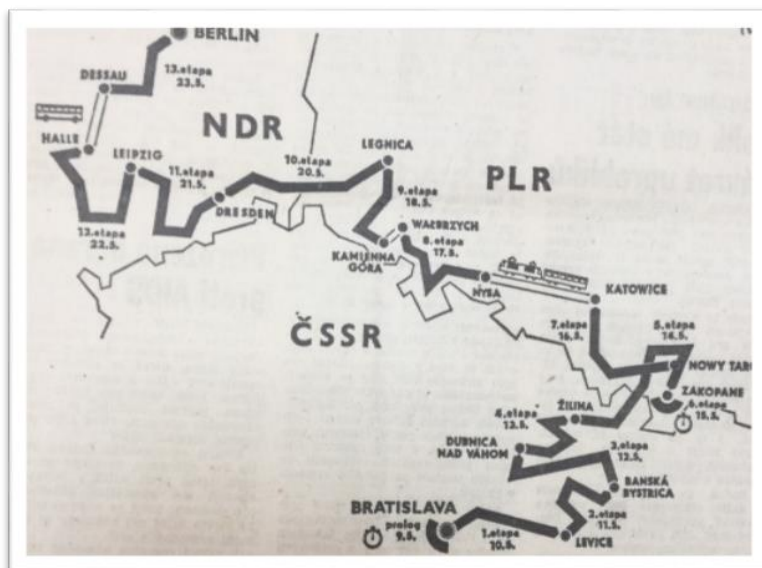 BERLIN
13.etapa
23.5.
DESSAU
HALLE
LEIPZIG
NDR
11.etapa
21.5.
10.etapa
20.5.
LEGNICA
PLR
DRESDEN
12.etapa
22.5.
9.etapa
18.5.
WAŁBRZYCH
KAMIENNA
GÓRA
8.etapa
17.5.
NYSA
KATOWICE
ČSSR
7.etapa
16.5.
5.etapa
14.5.
NOWY TARG
ZAKOPANE
6.etapa
15.5.
4.etapa
13.5.
ŽILINA
DUBNICA
NAD VÁHOM
3.etapa
12.5.
BANSKÁ
BYSTRICA
BRATISLAVA
prolog
9.5.
1.etapa
10.5.
2.etapa
11.5.
LEVICE